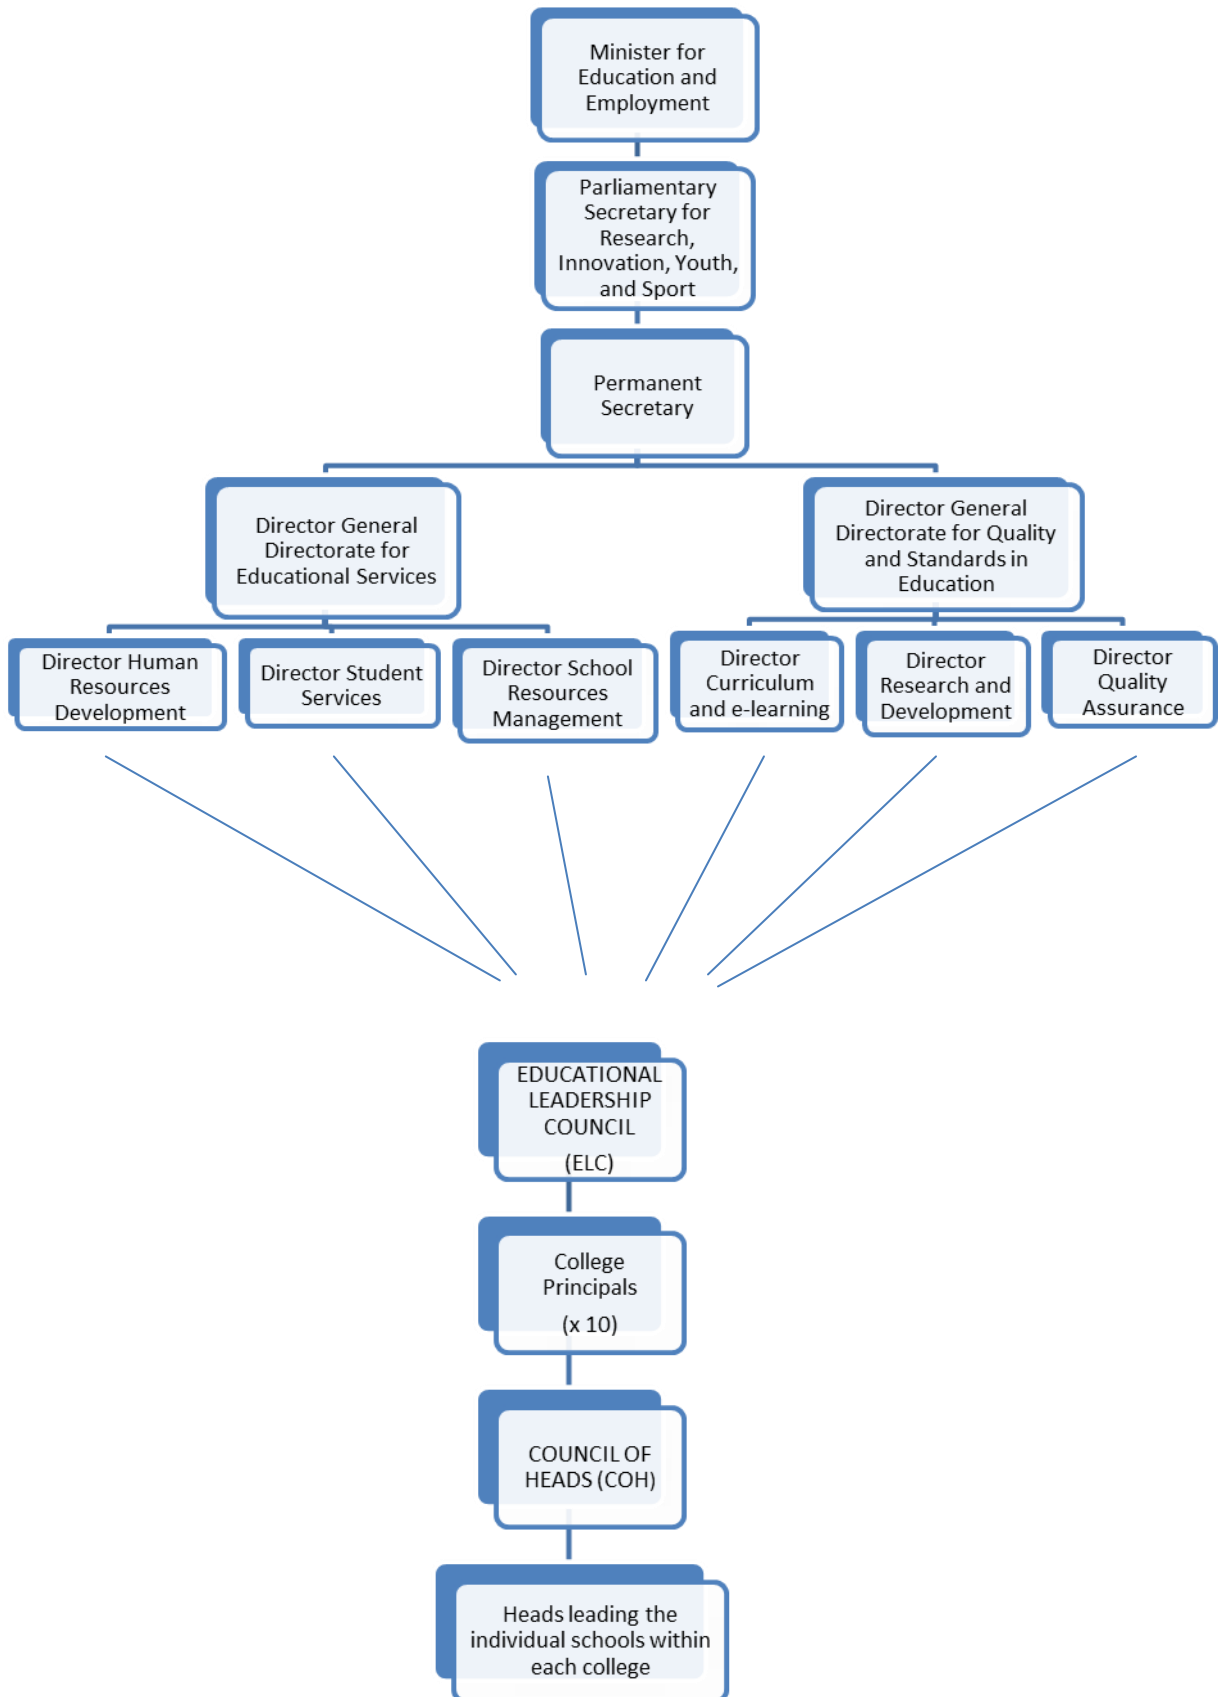 Minister for
Education and
Employment
Parliamentary
Secretary for
Research,
Innovation, Youth,
and Sport
Permanent
Secretary
Director General
Directorate for
Educational Services
Director General
Directorate for Quality
and Standards in
Education
Director Human
Resources
Development
Director Student
Services
Director School
Resources
Management
Director
Curriculum
and e-learning
Director
Research and
Development
Director
Quality
Assurance
EDUCATIONAL
LEADERSHIP
COUNCIL
(ELC)
College
Principals
(x 10)
COUNCIL OF
HEADS (COH)
Heads leading the
individual schools within
each college